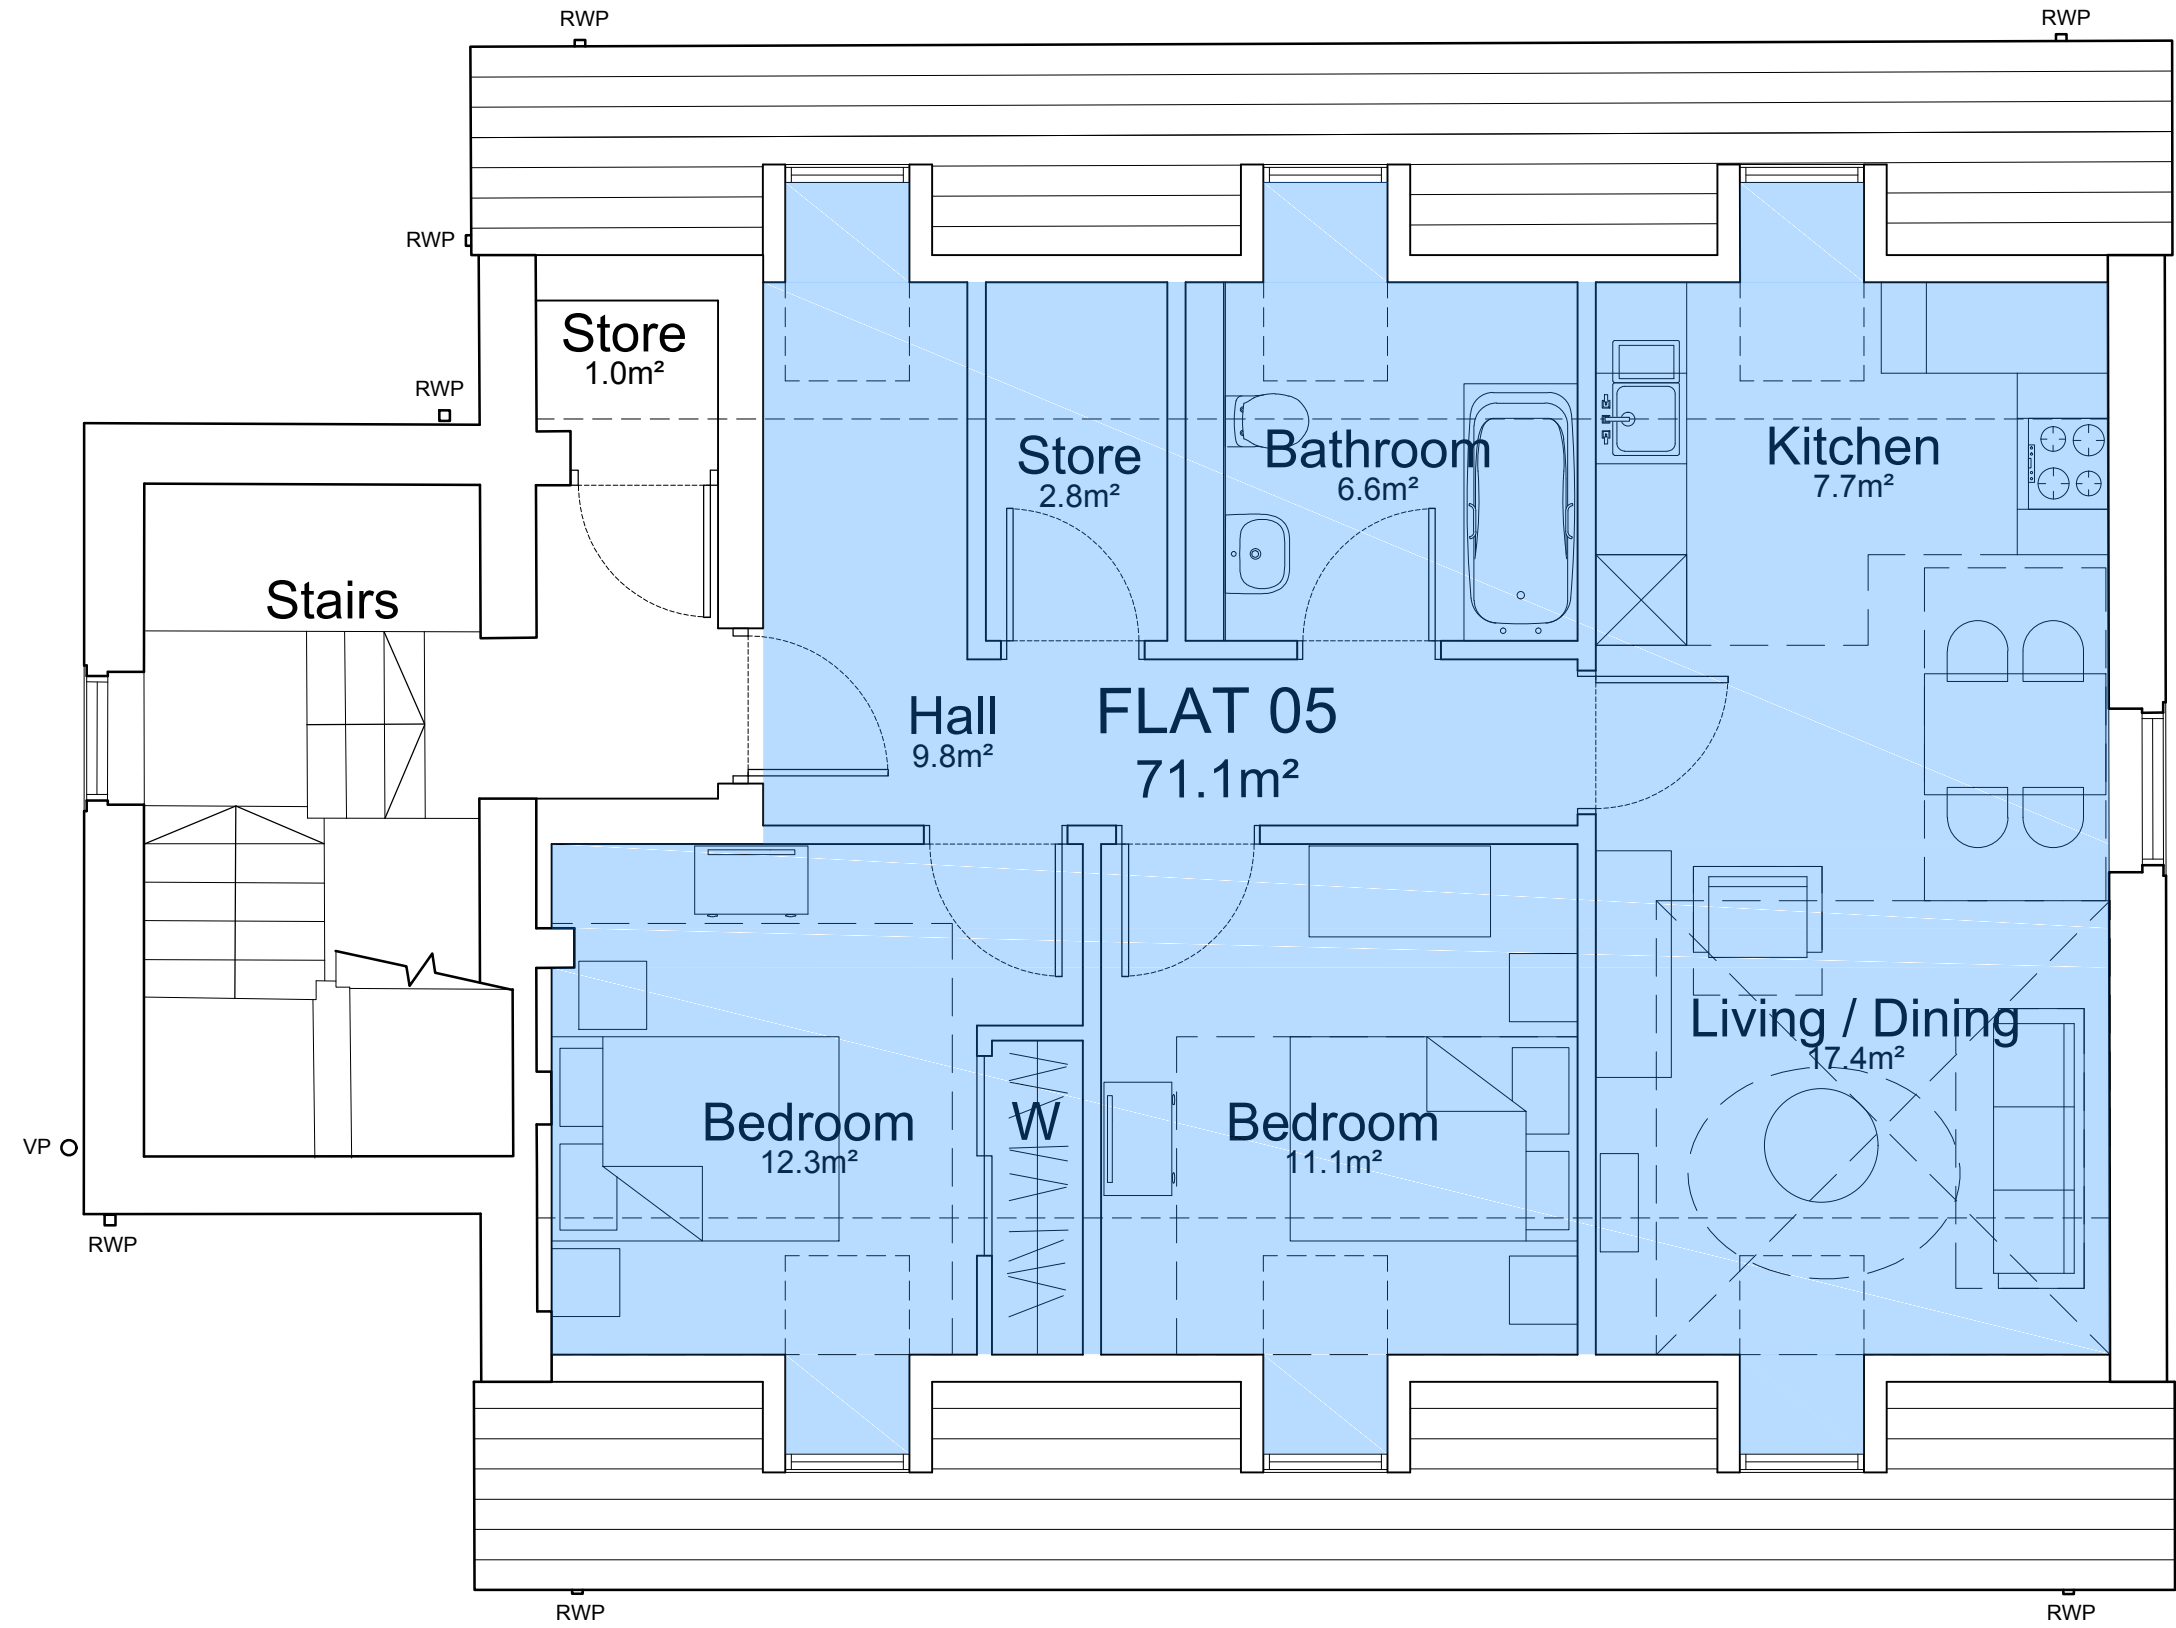 RWP
RWP
RWP
RWP
Store
1.0m²
Store
2.8m²
Bathroom
6.6m²
Kitchen
7.7m²
Stairs
Hall
9.8m²
FLAT 05
71.1m²
Living / Dining
17.4m²
Bedroom
12.3m²
W
Bedroom
11.1m²
VP
RWP
RWP
RWP